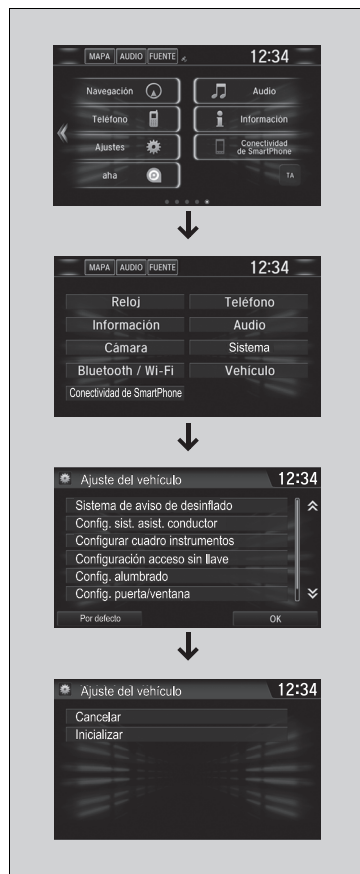 MAPA AUDIO FUENTE 12:34
Navegación Audio
Teléfono Información
Ajustes Conectividad
de SmartPhone
aha TA
MAPA AUDIO FUENTE 12:34
Reloj Teléfono
Información Audio
Cámara Sistema
Bluetooth / Wi-Fi Vehículo
Conectividad de SmartPhone
Ajuste del vehículo 12:34
Sistema de aviso de desinflado
Config. sist. asist. conductor
Configurar cuadro instrumentos
Configuración acceso sin llave
Config. alumbrado
Config. puerta/ventana
Por defecto OK
Ajuste del vehículo 12:34
Cancelar
Inicializar